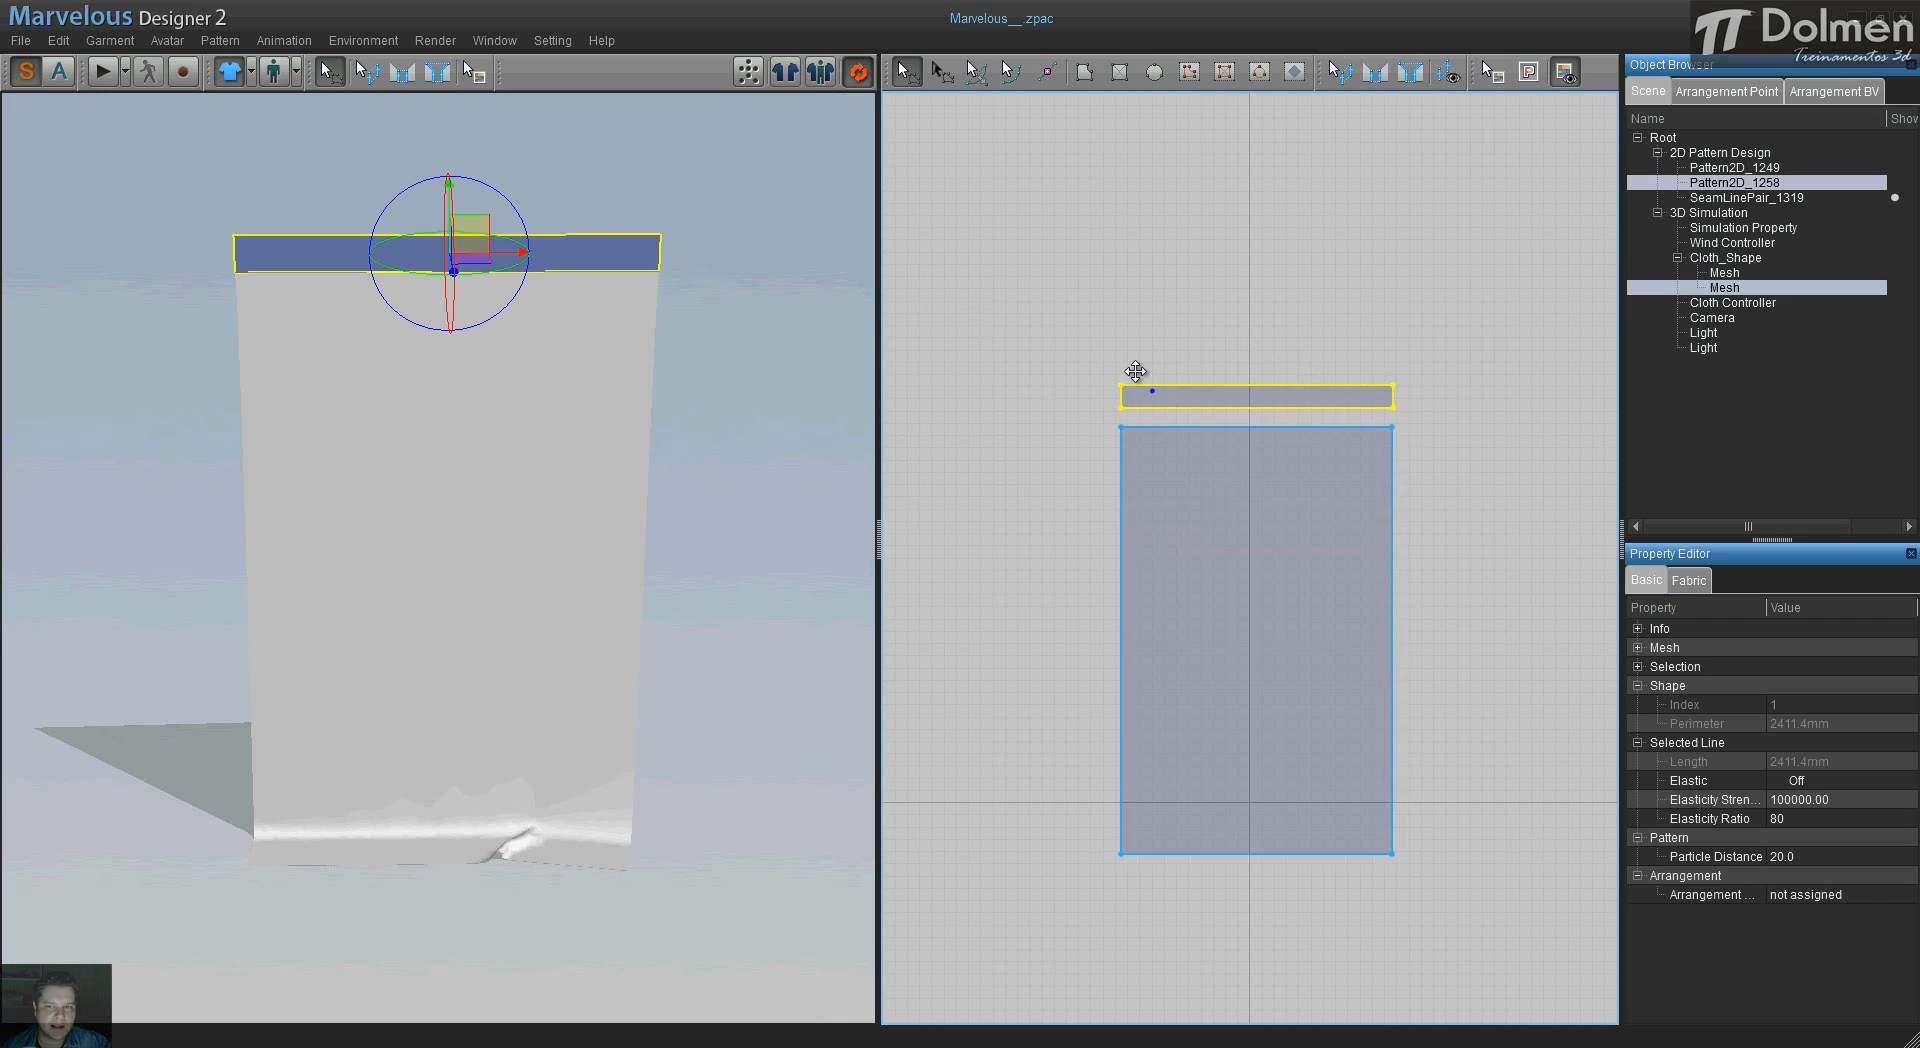 Marvelous Designer 2
Marvelous__.zpac
Dolmen
Treinamentos 3d
File Edit Garment Avatar Pattern Animation Environment Render Window Setting Help
S A
P
Object Browser
Scene Arrangement Point Arrangement BV
Name Shov
Root
2D Pattern Design
Pattern2D_1249
Pattern2D_1258
SeamLinePair_1319
3D Simulation
Simulation Property
Wind Controller
Cloth_Shape
Mesh
Mesh
Cloth Controller
Camera
Light
Light
Property Editor
Basic Fabric
Property Value
Info
Mesh
Selection
Shape
Index 1
Perimeter 2411.4mm
Selected Line
Length 2411.4mm
Elastic Off
Elasticity Stren... 100000.00
Elasticity Ratio 80
Pattern
Particle Distance 20.0
Arrangement
Arrangement ... not assigned